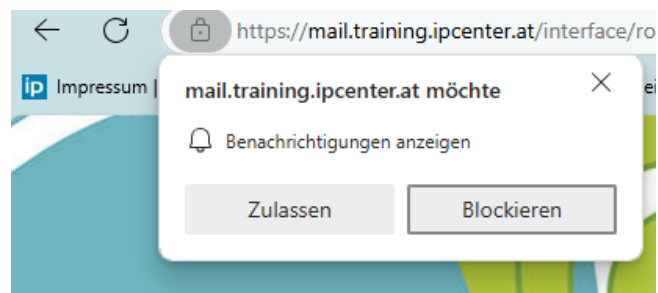 https://mail.training.ipcenter.at/interface/ro
ip Impressum |
mail.training.ipcenter.at möchte
Benachrichtigungen anzeigen
Zulassen
Blockieren